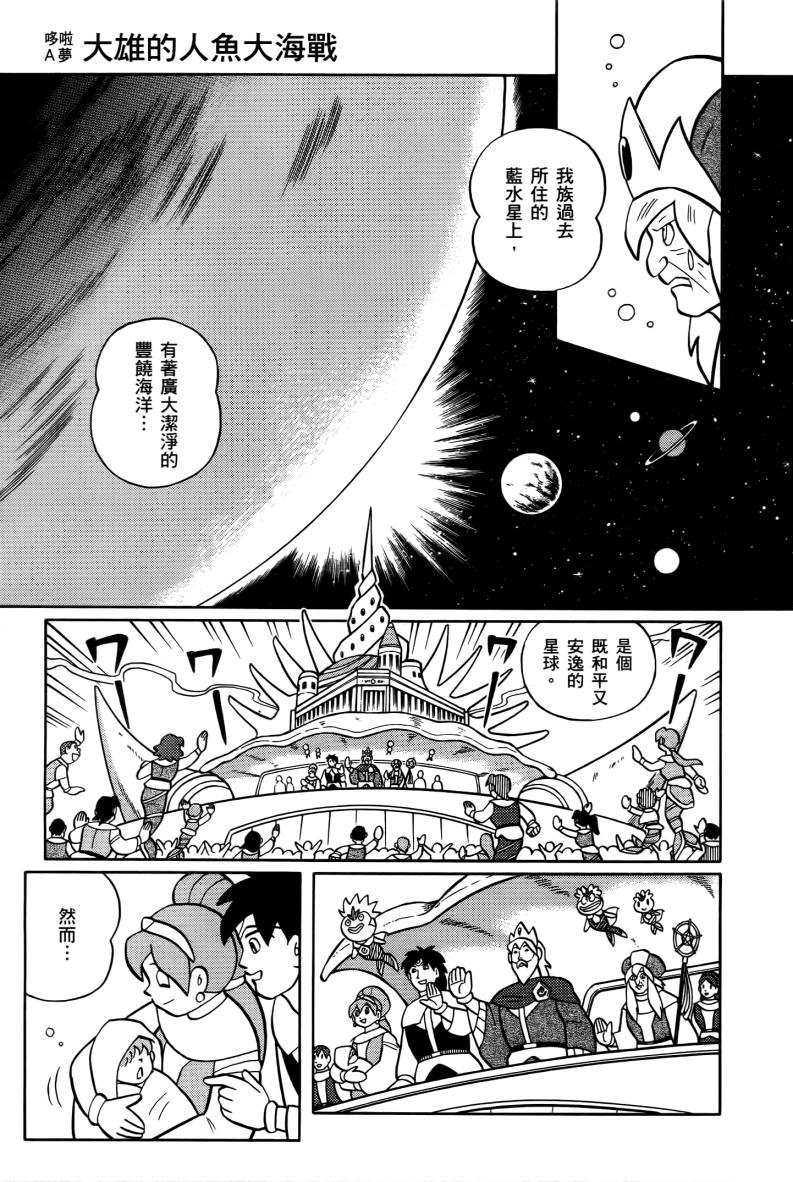 哆啦
A夢
大雄的人魚大海戰
我族過去
所住的
藍水星上，
有著廣大潔淨的
豐饒海洋…
是個
既和平又
安逸的
星球。
ワー
ワー
ワー
然而…